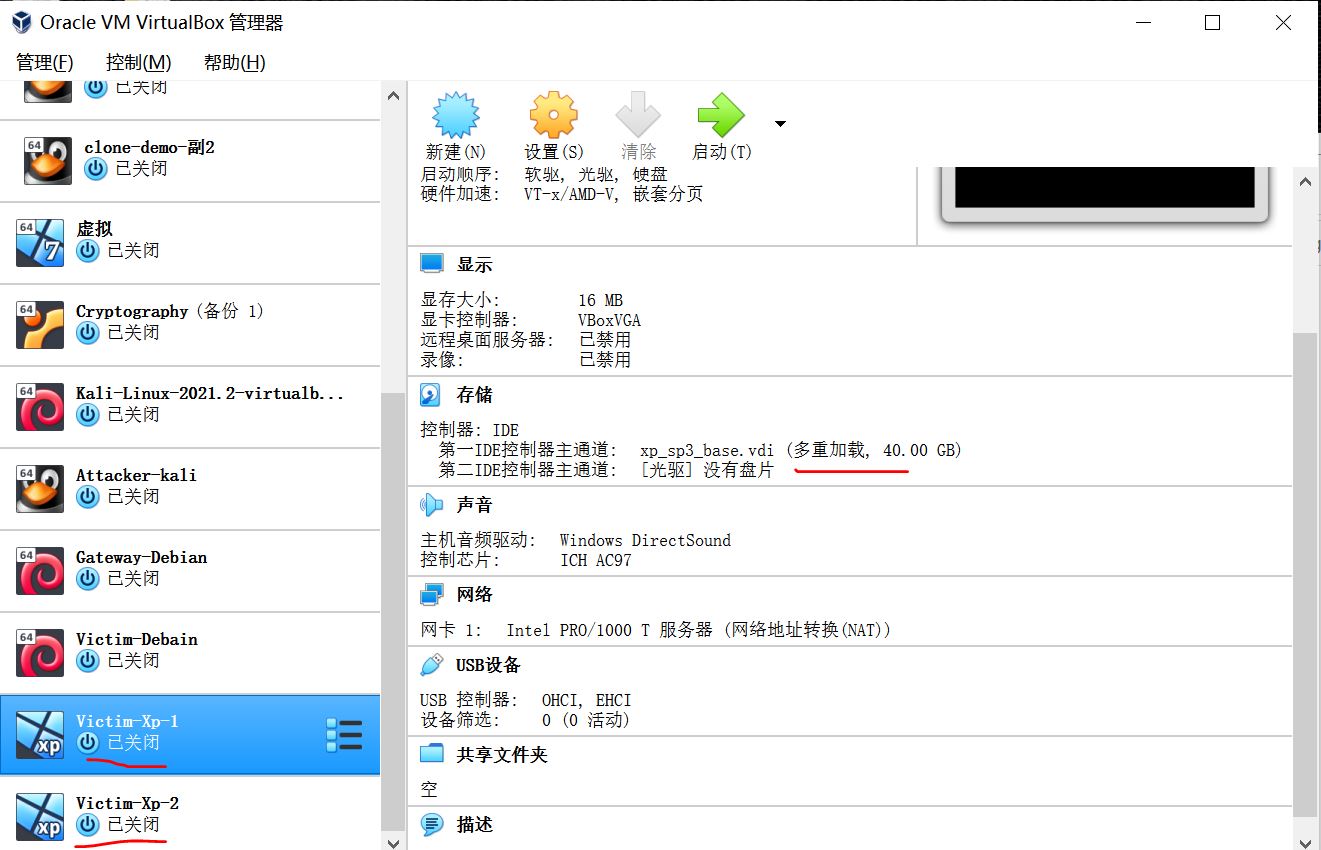 Oracle VM VirtualBox 管理器
管理(F) 控制(M) 帮助(H)
已关闭
64 clone-demo-副2
已关闭
64 7 虚拟
已关闭
64 Cryptography (备份 1)
已关闭
64 Kali-Linux-2021.2-virtualb...
已关闭
64 Attacker-kali
已关闭
64 Gateway-Debian
已关闭
64 Victim-Debain
已关闭
xp Victim-Xp-1
已关闭
xp Victim-Xp-2
已关闭
新建(N) 设置(S) 清除 启动(T)
启动顺序: 软驱, 光驱, 硬盘
硬件加速: VT-x/AMD-V, 嵌套分页
显示
显存大小: 16 MB
显卡控制器: VBoxVGA
远程桌面服务器: 已禁用
录像: 已禁用
存储
控制器: IDE
第一IDE控制器主通道: xp_sp3_base.vdi (多重加载, 40.00 GB)
第二IDE控制器主通道: [光驱] 没有盘片
声音
主机音频驱动: Windows DirectSound
控制芯片: ICH AC97
网络
网卡 1: Intel PRO/1000 T 服务器 (网络地址转换(NAT))
USB设备
USB 控制器: OHCI, EHCI
设备筛选: 0 (0 活动)
共享文件夹
空
描述